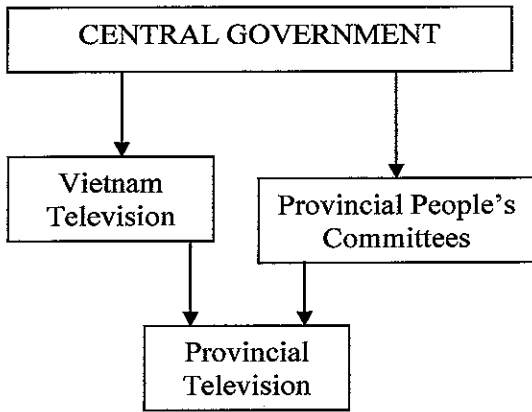 CENTRAL GOVERNMENT
Vietnam
Television
Provincial People's
Committees
Provincial
Television